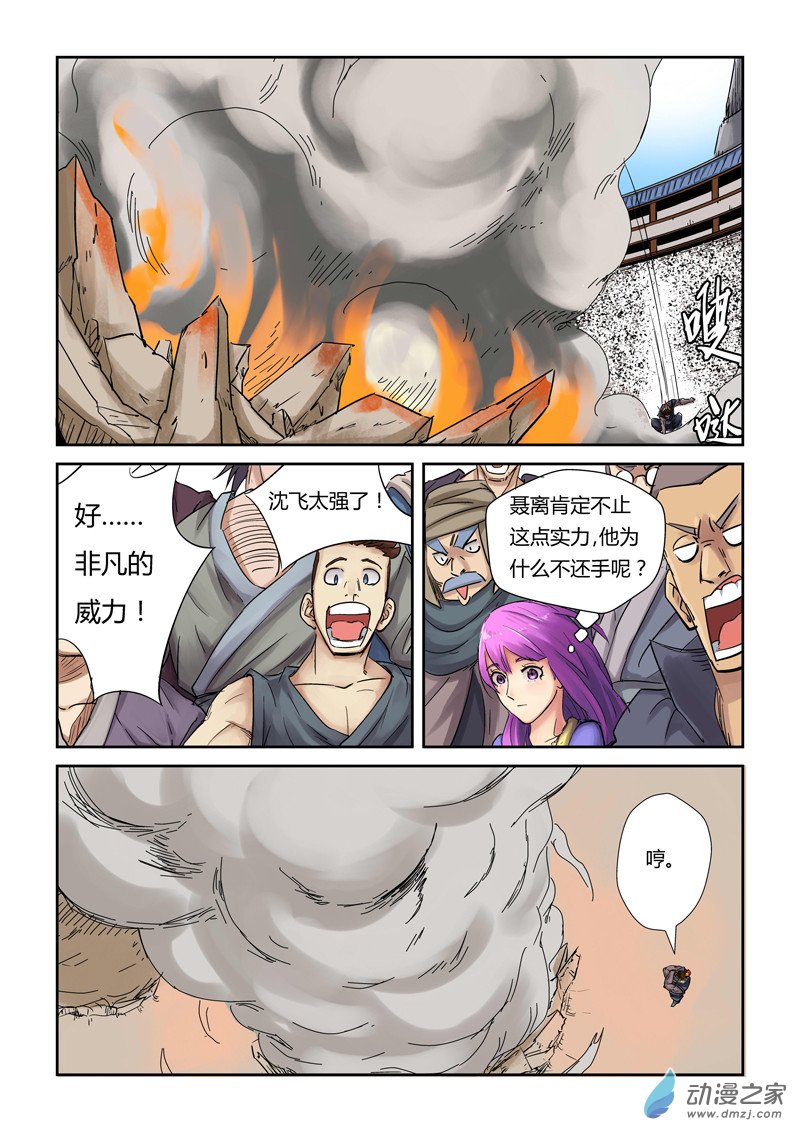 嗖
哒
好……
非凡的
威力！
沈飞太强了！
聂离肯定不止
这点实力，他为
什么不还手呢？
哼。
动漫之家
www.dmzj.com